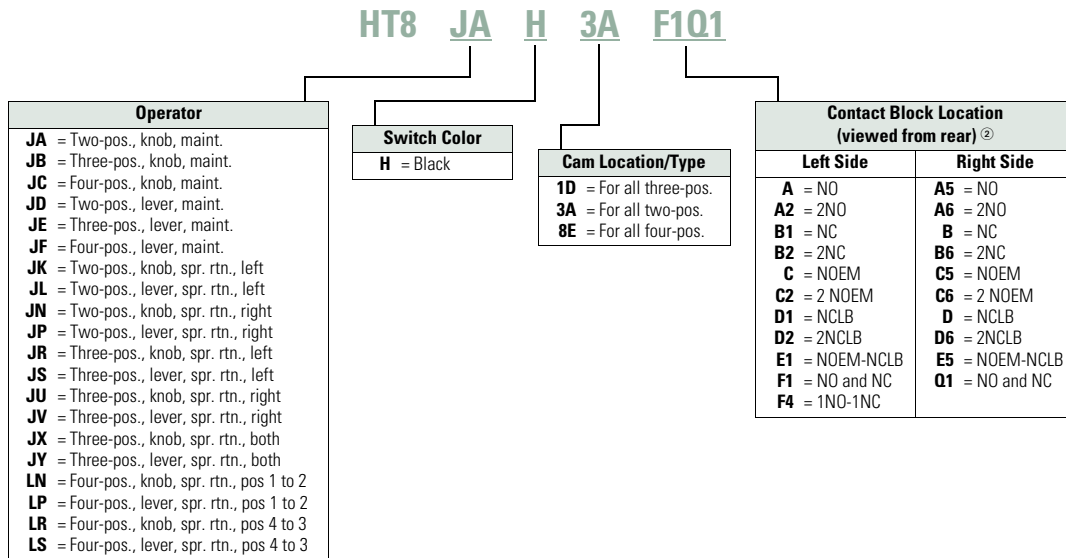 HT8 JA H 3A F1Q1
Operator
JA = Two-pos., knob, maint.
JB = Three-pos., knob, maint.
JC = Four-pos., knob, maint.
JD = Two-pos., lever, maint.
JE = Three-pos., lever, maint.
JF = Four-pos., lever, maint.
JK = Two-pos., knob, spr. rtn., left
JL = Two-pos., lever, spr. rtn., left
JN = Two-pos., knob, spr. rtn., right
JP = Two-pos., lever, spr. rtn., right
JR = Three-pos., knob, spr. rtn., left
JS = Three-pos., lever, spr. rtn., left
JU = Three-pos., knob, spr. rtn., right
JV = Three-pos., lever, spr. rtn., right
JX = Three-pos., knob, spr. rtn., both
JY = Three-pos., lever, spr. rtn., both
LN = Four-pos., knob, spr. rtn., pos 1 to 2
LP = Four-pos., lever, spr. rtn., pos 1 to 2
LR = Four-pos., knob, spr. rtn., pos 4 to 3
LS = Four-pos., lever, spr. rtn., pos 4 to 3
Switch Color
H = Black
Cam Location/Type
1D = For all three-pos.
3A = For all two-pos.
8E = For all four-pos.
Contact Block Location
(viewed from rear) ②
Left Side
A = NO
A2 = 2NO
B1 = NC
B2 = 2NC
C = NOEM
C2 = 2 NOEM
D1 = NCLB
D2 = 2NCLB
E1 = NOEM-NCLB
F1 = NO and NC
F4 = 1NO-1NC
Right Side
A5 = NO
A6 = 2NO
B = NC
B6 = 2NC
C5 = NOEM
C6 = 2 NOEM
D = NCLB
D6 = 2NCLB
E5 = NOEM-NCLB
Q1 = NO and NC